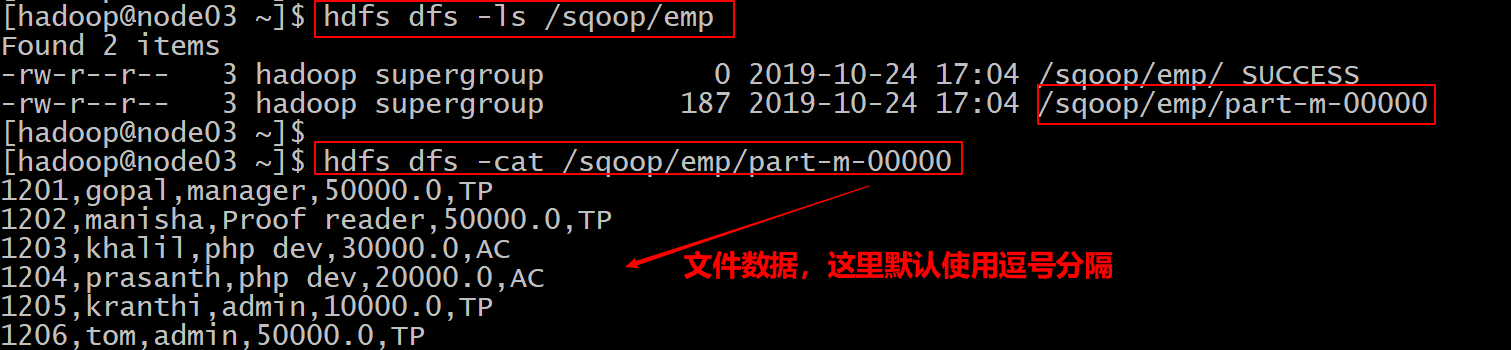 [hadoop@node03 ~]$ hdfs dfs -ls /sqoop/emp
Found 2 items
-rw-r--r--   3 hadoop supergroup          0 2019-10-24 17:04 /sqoop/emp/_SUCCESS
-rw-r--r--   3 hadoop supergroup        187 2019-10-24 17:04 /sqoop/emp/part-m-00000
[hadoop@node03 ~]$
[hadoop@node03 ~]$ hdfs dfs -cat /sqoop/emp/part-m-00000
1201,gopal,manager,50000.0,TP
1202,manisha,Proof reader,50000.0,TP
1203,khalil,php dev,30000.0,AC
文件数据，这里默认使用逗号分隔
1204,prasanth,php dev,20000.0,AC
1205,kranthi,admin,10000.0,TP
1206,tom,admin,50000.0,TP